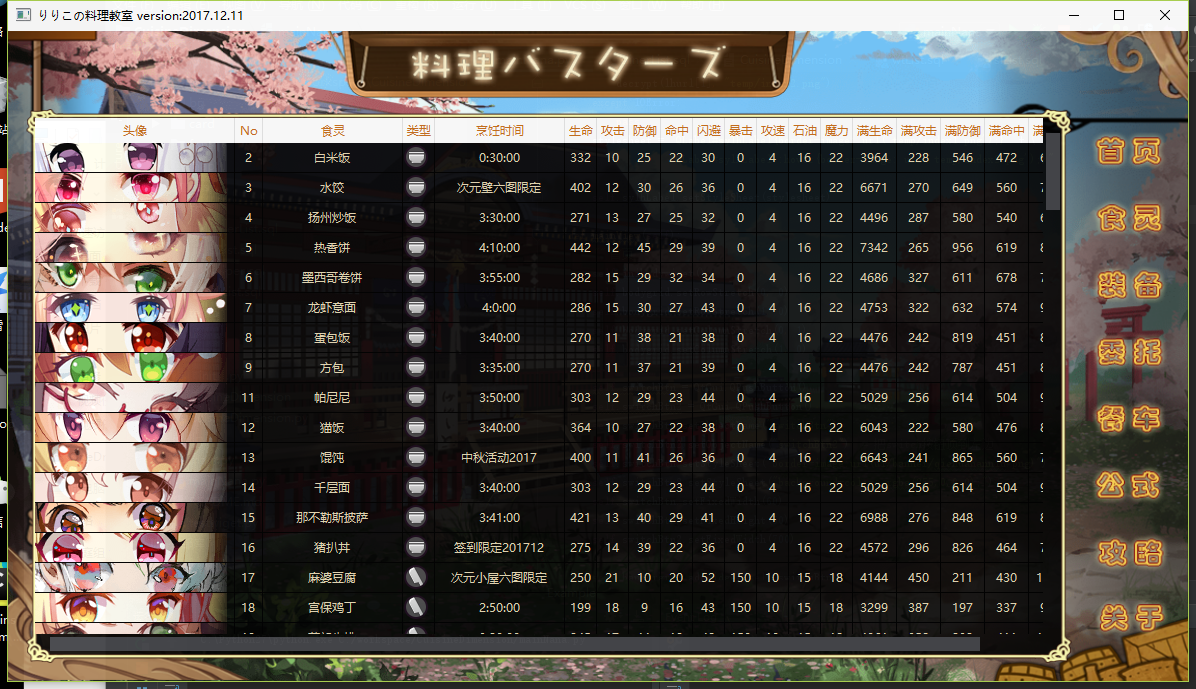 りりこの料理教室 version:2017.12.11
料理バスターズ
头像 No 食灵 类型 烹饪时间 生命 攻击 防御 命中 闪避 暴击 攻速 石油 魔力 满生命 满攻击 满防御 满命中 满
2 白米饭 0:30:00 332 10 25 22 30 0 4 16 22 3964 228 546 472
3 水饺 次元壁六图限定 402 12 30 26 36 0 4 16 22 6671 270 649 560
4 扬州炒饭 3:30:00 271 13 27 25 32 0 4 16 22 4496 287 580 540
5 热香饼 4:10:00 442 12 45 29 39 0 4 16 22 7342 265 956 619
6 墨西哥卷饼 3:55:00 282 15 29 32 34 0 4 16 22 4686 327 611 678
7 龙虾意面 4:0:00 286 15 30 27 43 0 4 16 22 4753 322 632 574
8 蛋包饭 3:40:00 270 11 38 21 38 0 4 16 22 4476 242 819 451
9 方包 3:35:00 270 11 37 21 39 0 4 16 22 4476 242 787 451
11 帕尼尼 3:50:00 303 12 29 23 44 0 4 16 22 5029 256 614 504
12 猫饭 3:40:00 364 10 27 22 38 0 4 16 22 6043 222 580 476
13 馄饨 中秋活动2017 400 11 41 26 36 0 4 16 22 6643 241 865 560
14 千层面 3:40:00 303 12 29 23 44 0 4 16 22 5029 256 614 504
15 那不勒斯披萨 3:41:00 421 13 40 29 41 0 4 16 22 6988 276 848 619
16 猪扒丼 签到限定201712 275 14 39 22 36 0 4 16 22 4572 296 826 464
17 麻婆豆腐 次元小屋六图限定 250 21 10 20 52 150 10 15 18 4144 450 211 430
18 宫保鸡丁 2:50:00 199 18 9 16 43 150 10 15 18 3299 387 197 337
首页
食灵
装备
委托
餐车
公式
攻略
关于